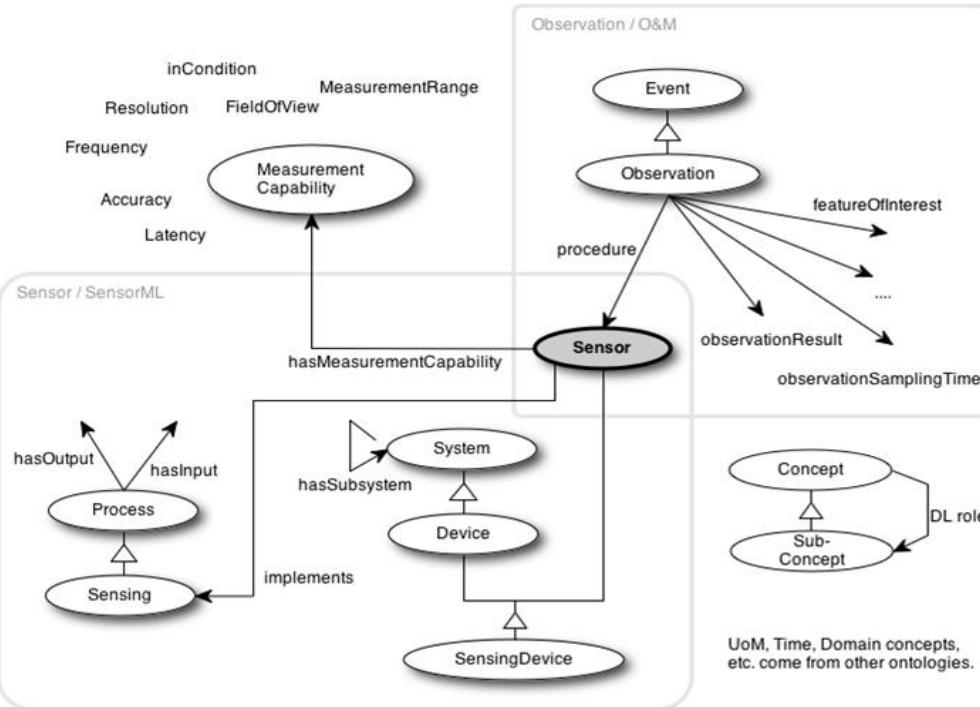 Observation / O&M
Event
Observation
featureOfInterest
procedure
....
observationResult
observationSamplingTime
inCondition
MeasurementRange
Resolution
FieldOfView
Frequency
Measurement
Capability
Accuracy
Latency
Sensor / SensorML
Sensor
hasMeasurementCapability
hasOutput
hasInput
Process
Sensing
implements
System
hasSubsystem
Device
SensingDevice
Concept
DL role
Sub-
Concept
UoM, Time, Domain concepts,
etc. come from other ontologies.